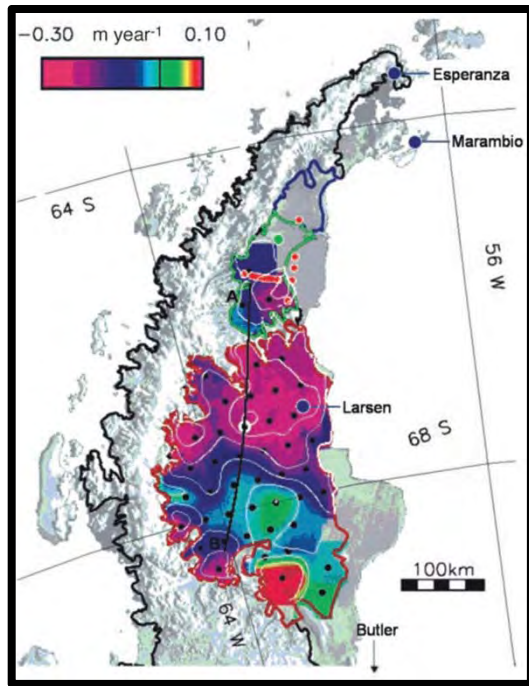 −0.30 m year⁻¹ 0.10
Esperanza
Marambio
64 S
56 W
A
Larsen
68 S
B
100km
64 W
Butler